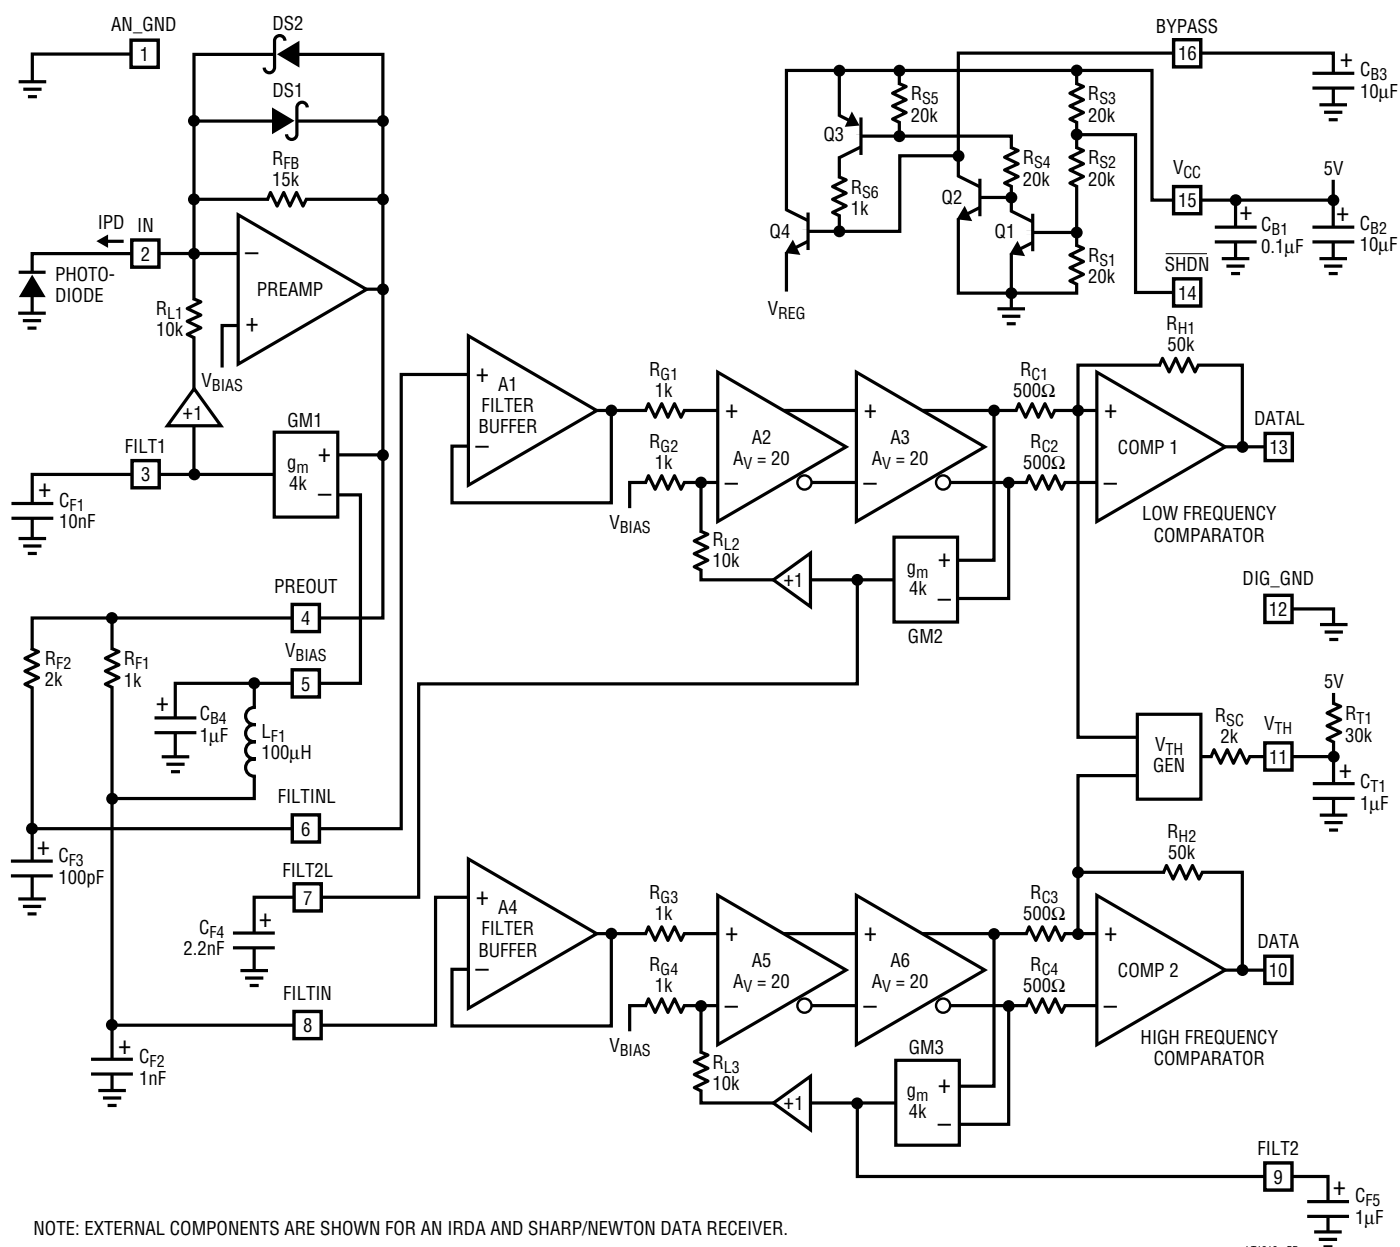 AN_GND
1
DS2
DS1
RFB
15k
IPD
IN
2
PHOTO-
DIODE
RL1
10k
−
+
PREAMP
VBIAS
+1
FILT1
3
GM1
gm
4k
+
−
+
CF1
10nF
PREOUT
4
RF2
2k
RF1
1k
VBIAS
5
+
CB4
1µF
LF1
100µH
FILTINL
6
+
CF3
100pF
FILT2L
7
+
CF4
2.2nF
FILTIN
8
+
CF2
1nF
BYPASS
16
+
CB3
10µF
RS5
20k
RS3
20k
Q3
RS4
20k
RS2
20k
RS6
1k
Q2
Q4
Q1
RS1
20k
VREG
VCC
15
5V
+
CB1
0.1µF
+
CB2
10µF
SHDN
14
+
−
A1
FILTER
BUFFER
RG1
1k
RG2
1k
VBIAS
+
−
A2
AV = 20
+
−
A3
AV = 20
RC1
500Ω
RC2
500Ω
RH1
50k
+
−
COMP 1
DATAL
13
LOW FREQUENCY
COMPARATOR
RL2
10k
+1
gm
4k
+
−
GM2
DIG_GND
12
VTH
GEN
RSC
2k
VTH
11
5V
RT1
30k
+
CT1
1µF
+
−
A4
FILTER
BUFFER
RG3
1k
RG4
1k
VBIAS
+
−
A5
AV = 20
+
−
A6
AV = 20
RC3
500Ω
RC4
500Ω
RH2
50k
+
−
COMP 2
DATA
10
HIGH FREQUENCY
COMPARATOR
RL3
10k
+1
GM3
gm
4k
+
−
FILT2
9
+
CF5
1µF
NOTE: EXTERNAL COMPONENTS ARE SHOWN FOR AN IRDA AND SHARP/NEWTON DATA RECEIVER.